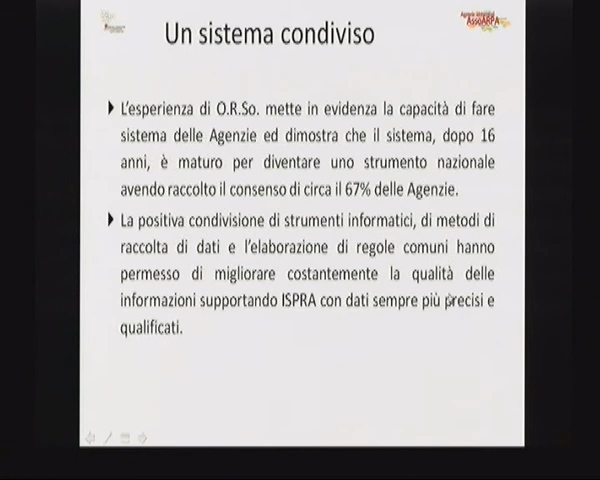 Un sistema condiviso
AssoARPA
L'esperienza di O.R.So. mette in evidenza la capacità di fare
sistema delle Agenzie ed dimostra che il sistema, dopo 16
anni, è maturo per diventare uno strumento nazionale
avendo raccolto il consenso di circa il 67% delle Agenzie.
La positiva condivisione di strumenti informatici, di metodi di
raccolta di dati e l'elaborazione di regole comuni hanno
permesso di migliorare costantemente la qualità delle
informazioni supportando ISPRA con dati sempre più precisi e
qualificati.